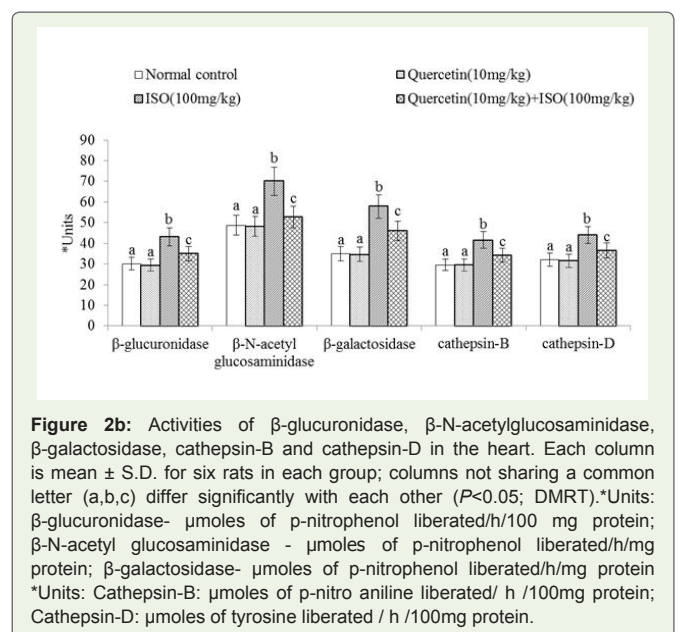 Normal control
Quercetin(10mg/kg)
ISO(100mg/kg)
Quercetin(10mg/kg)+ISO(100mg/kg)
90
80
70
60
50
40
30
20
10
0
*Units
a a b c
a a b c
a a b c
a a b c
a a b c
β-glucuronidase
β-N-acetyl
glucosaminidase
β-galactosidase
cathepsin-B
cathepsin-D
Figure 2b: Activities of β-glucuronidase, β-N-acetylglucosaminidase,
β-galactosidase, cathepsin-B and cathepsin-D in the heart. Each column
is mean ± S.D. for six rats in each group; columns not sharing a common
letter (a,b,c) differ significantly with each other (P<0.05; DMRT).*Units:
β-glucuronidase- μmoles of p-nitrophenol liberated/h/100 mg protein;
β-N-acetyl glucosaminidase - μmoles of p-nitrophenol liberated/h/mg
protein; β-galactosidase- μmoles of p-nitrophenol liberated/h/mg protein
*Units: Cathepsin-B: μmoles of p-nitro aniline liberated/ h /100mg protein;
Cathepsin-D: μmoles of tyrosine liberated / h /100mg protein.